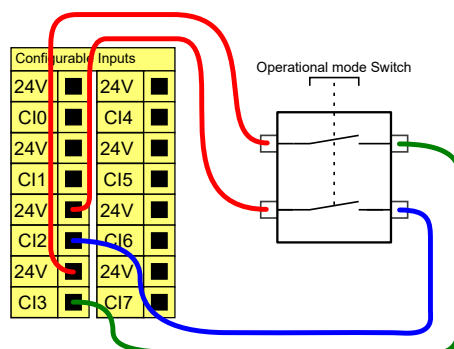 Configurable Inputs
Operational mode Switch
24V 24V
CI0 CI4
24V 24V
CI1 CI5
24V 24V
CI2 CI6
24V 24V
CI3 CI7